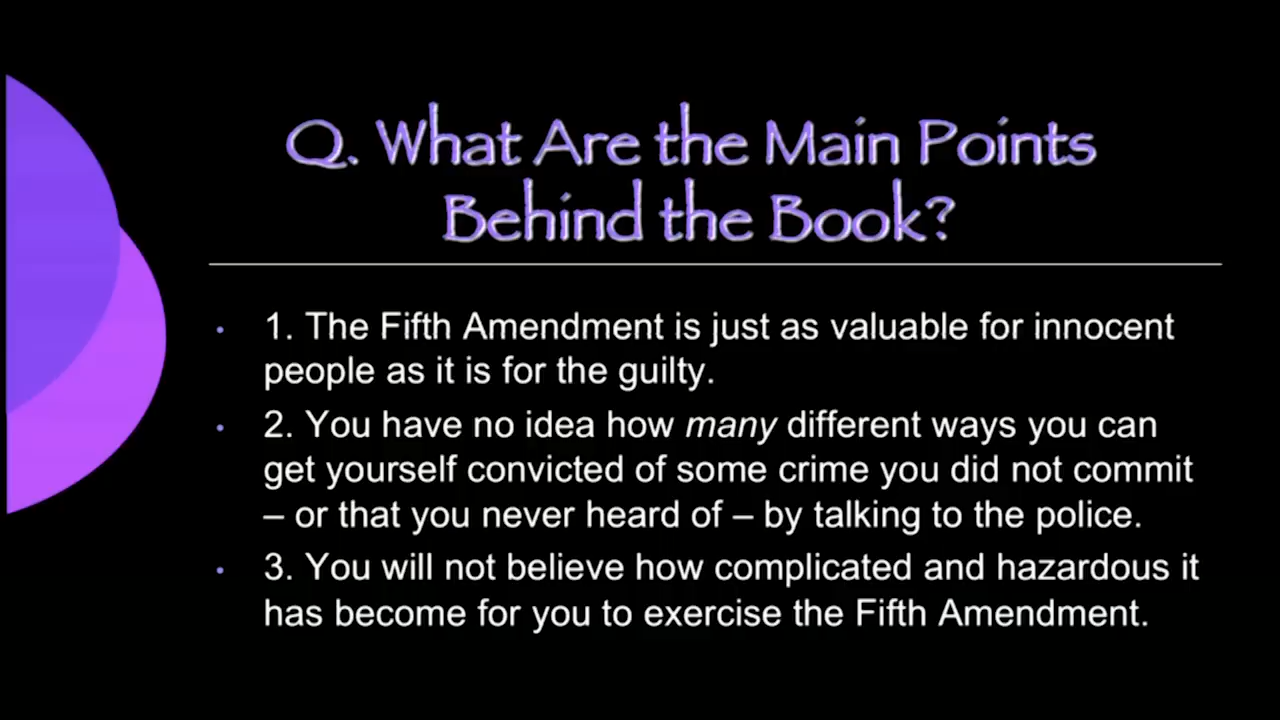 Q. What Are the Main Points
Behind the Book?
• 1. The Fifth Amendment is just as valuable for innocent
people as it is for the guilty.
• 2. You have no idea how many different ways you can
get yourself convicted of some crime you did not commit
– or that you never heard of – by talking to the police.
• 3. You will not believe how complicated and hazardous it
has become for you to exercise the Fifth Amendment.